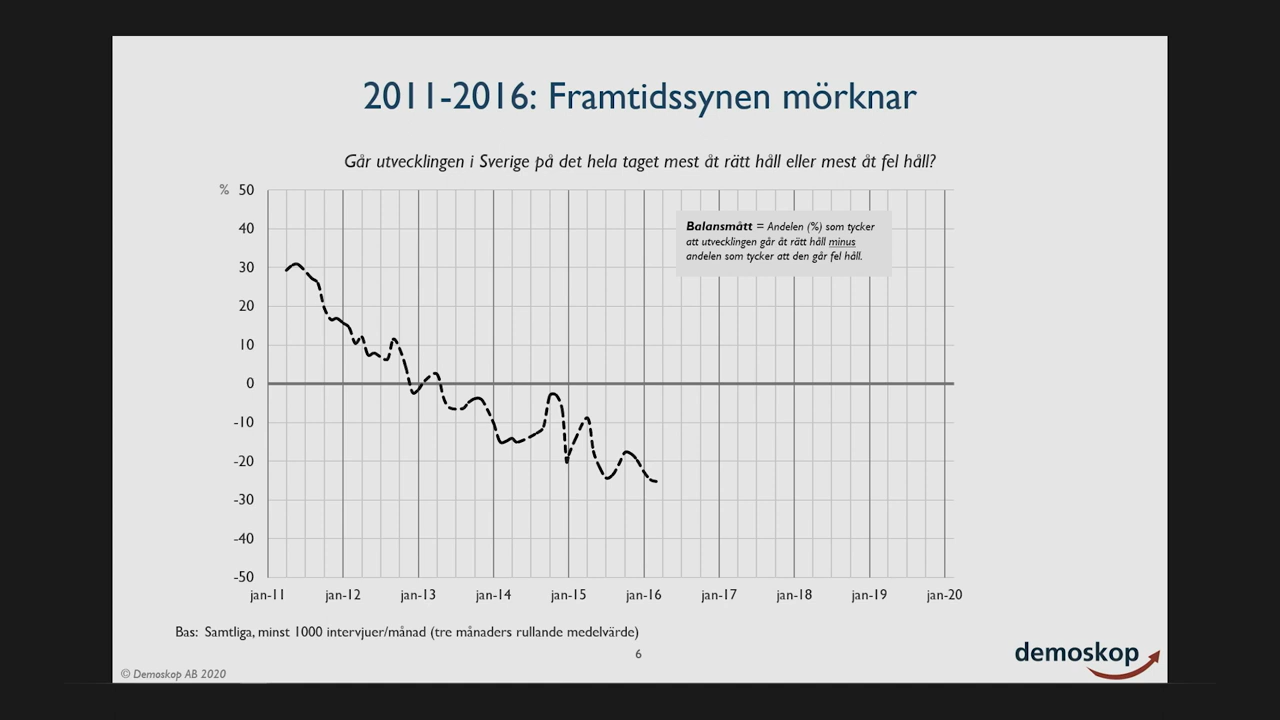 2011-2016: Framtidssynen mörknar
Går utvecklingen i Sverige på det hela taget mest åt rätt håll eller mest åt fel håll?
% 50
40
30
20
10
0
-10
-20
-30
-40
-50
Balansmått = Andelen (%) som tycker
att utvecklingen går åt rätt håll minus
andelen som tycker att den går fel håll.
jan-11 jan-12 jan-13 jan-14 jan-15 jan-16 jan-17 jan-18 jan-19 jan-20
Bas: Samtliga, minst 1000 intervjuer/månad (tre månaders rullande medelvärde)
6
demoskop
© Demoskop AB 2020